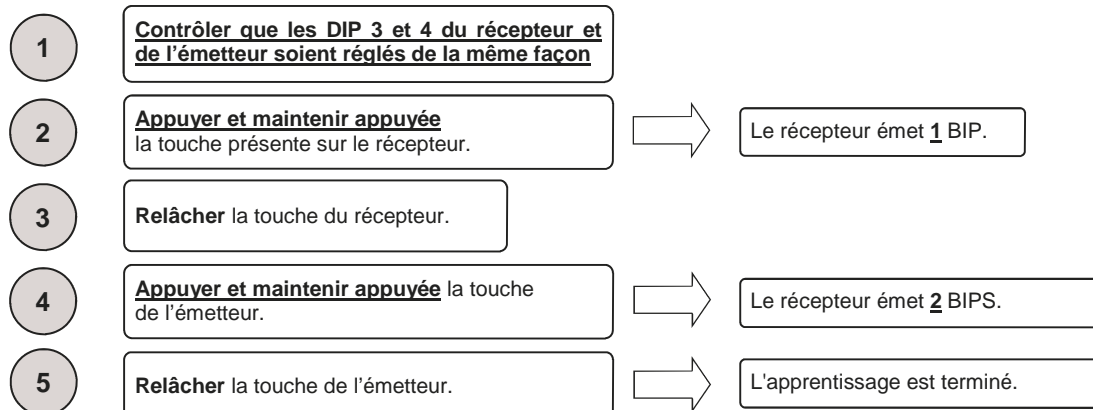 1
Contrôler que les DIP 3 et 4 du récepteur et
de l'émetteur soient réglés de la même façon
2
Appuyer et maintenir appuyée
la touche présente sur le récepteur.
Le récepteur émet 1 BIP.
3
Relâcher la touche du récepteur.
4
Appuyer et maintenir appuyée la touche
de l'émetteur.
Le récepteur émet 2 BIPS.
5
Relâcher la touche de l'émetteur.
L'apprentissage est terminé.